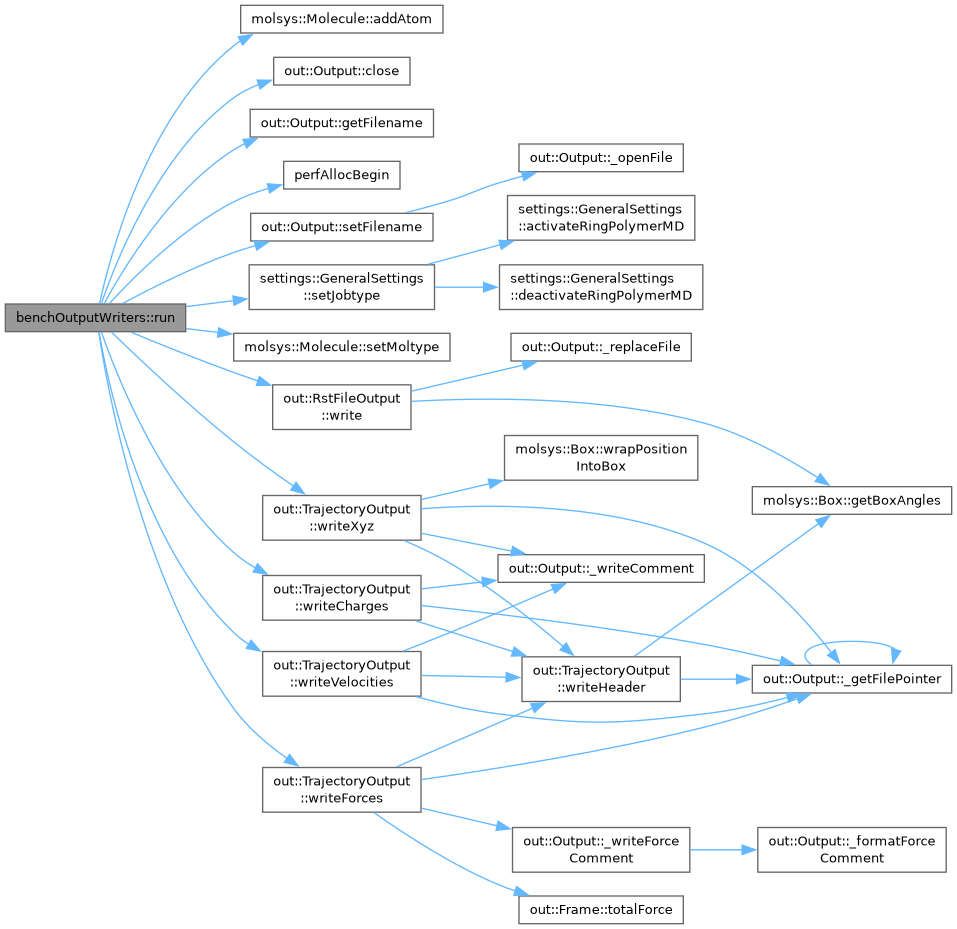 molsys::Molecule::addAtom
out::Output::close
out::Output::getFilename
out::Output::_openFile
perfAllocBegin
settings::GeneralSettings
::activateRingPolymerMD
out::Output::setFilename
settings::GeneralSettings
::setJobtype
settings::GeneralSettings
::deactivateRingPolymerMD
benchOutputWriters::run
molsys::Molecule::setMoltype
out::Output::_replaceFile
out::RstFileOutput
::write
molsys::Box::wrapPosition
IntoBox
molsys::Box::getBoxAngles
out::TrajectoryOutput
::writeXyz
out::Output::_writeComment
out::TrajectoryOutput
::writeCharges
out::TrajectoryOutput
::writeVelocities
out::TrajectoryOutput
::writeHeader
out::Output::_getFilePointer
out::TrajectoryOutput
::writeForces
out::Output::_writeForce
Comment
out::Output::_formatForce
Comment
out::Frame::totalForce